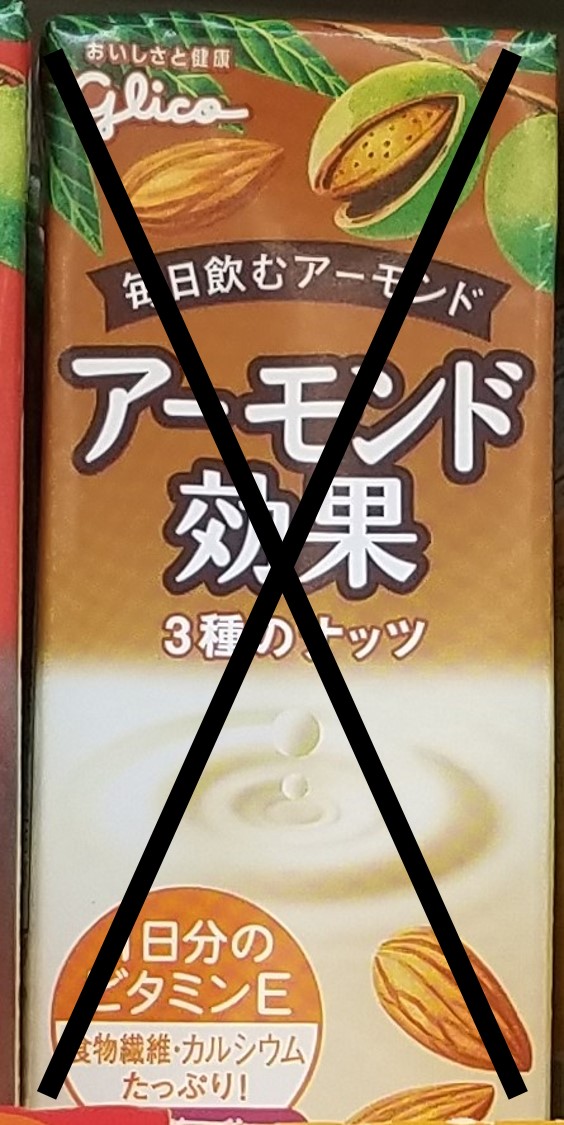 おいしさと健康
Glico
毎日飲むアーモンド
アーモンド
効果
3種のナッツ
1日分の
ビタミンE
食物繊維・カルシウム
たっぷり!